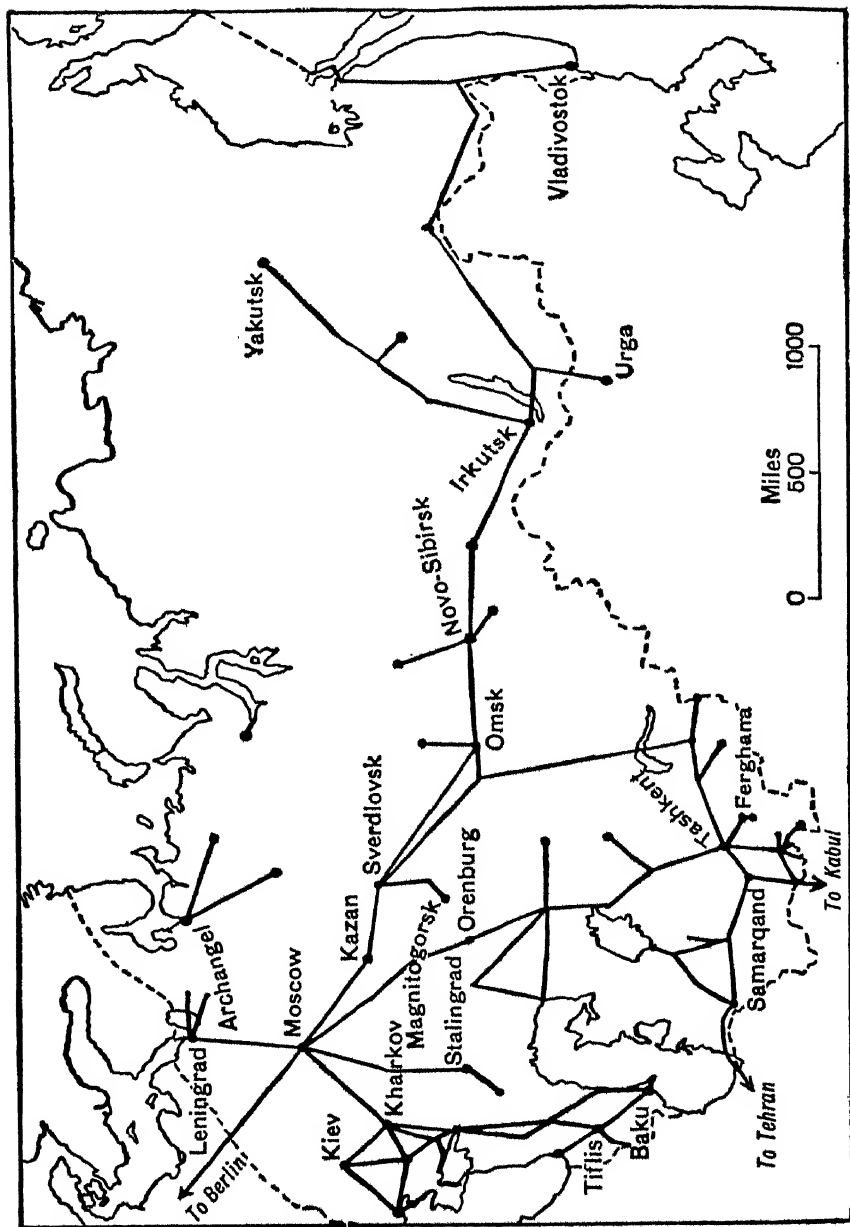 To Berlin
Leningrad
Archangel
Moscow
Kazan
Sverdlovsk
Omsk
Novo-Sibirsk
Irkutsk
Yakutsk
Urga
Vladivostok
Kiev
Kharkov
Magnitogorsk
Stalingrad
Orenburg
Tiflis
Baku
To Tehran
Samarqand
Tashkent
Ferghana
To Kabul
Miles
0 500 1000